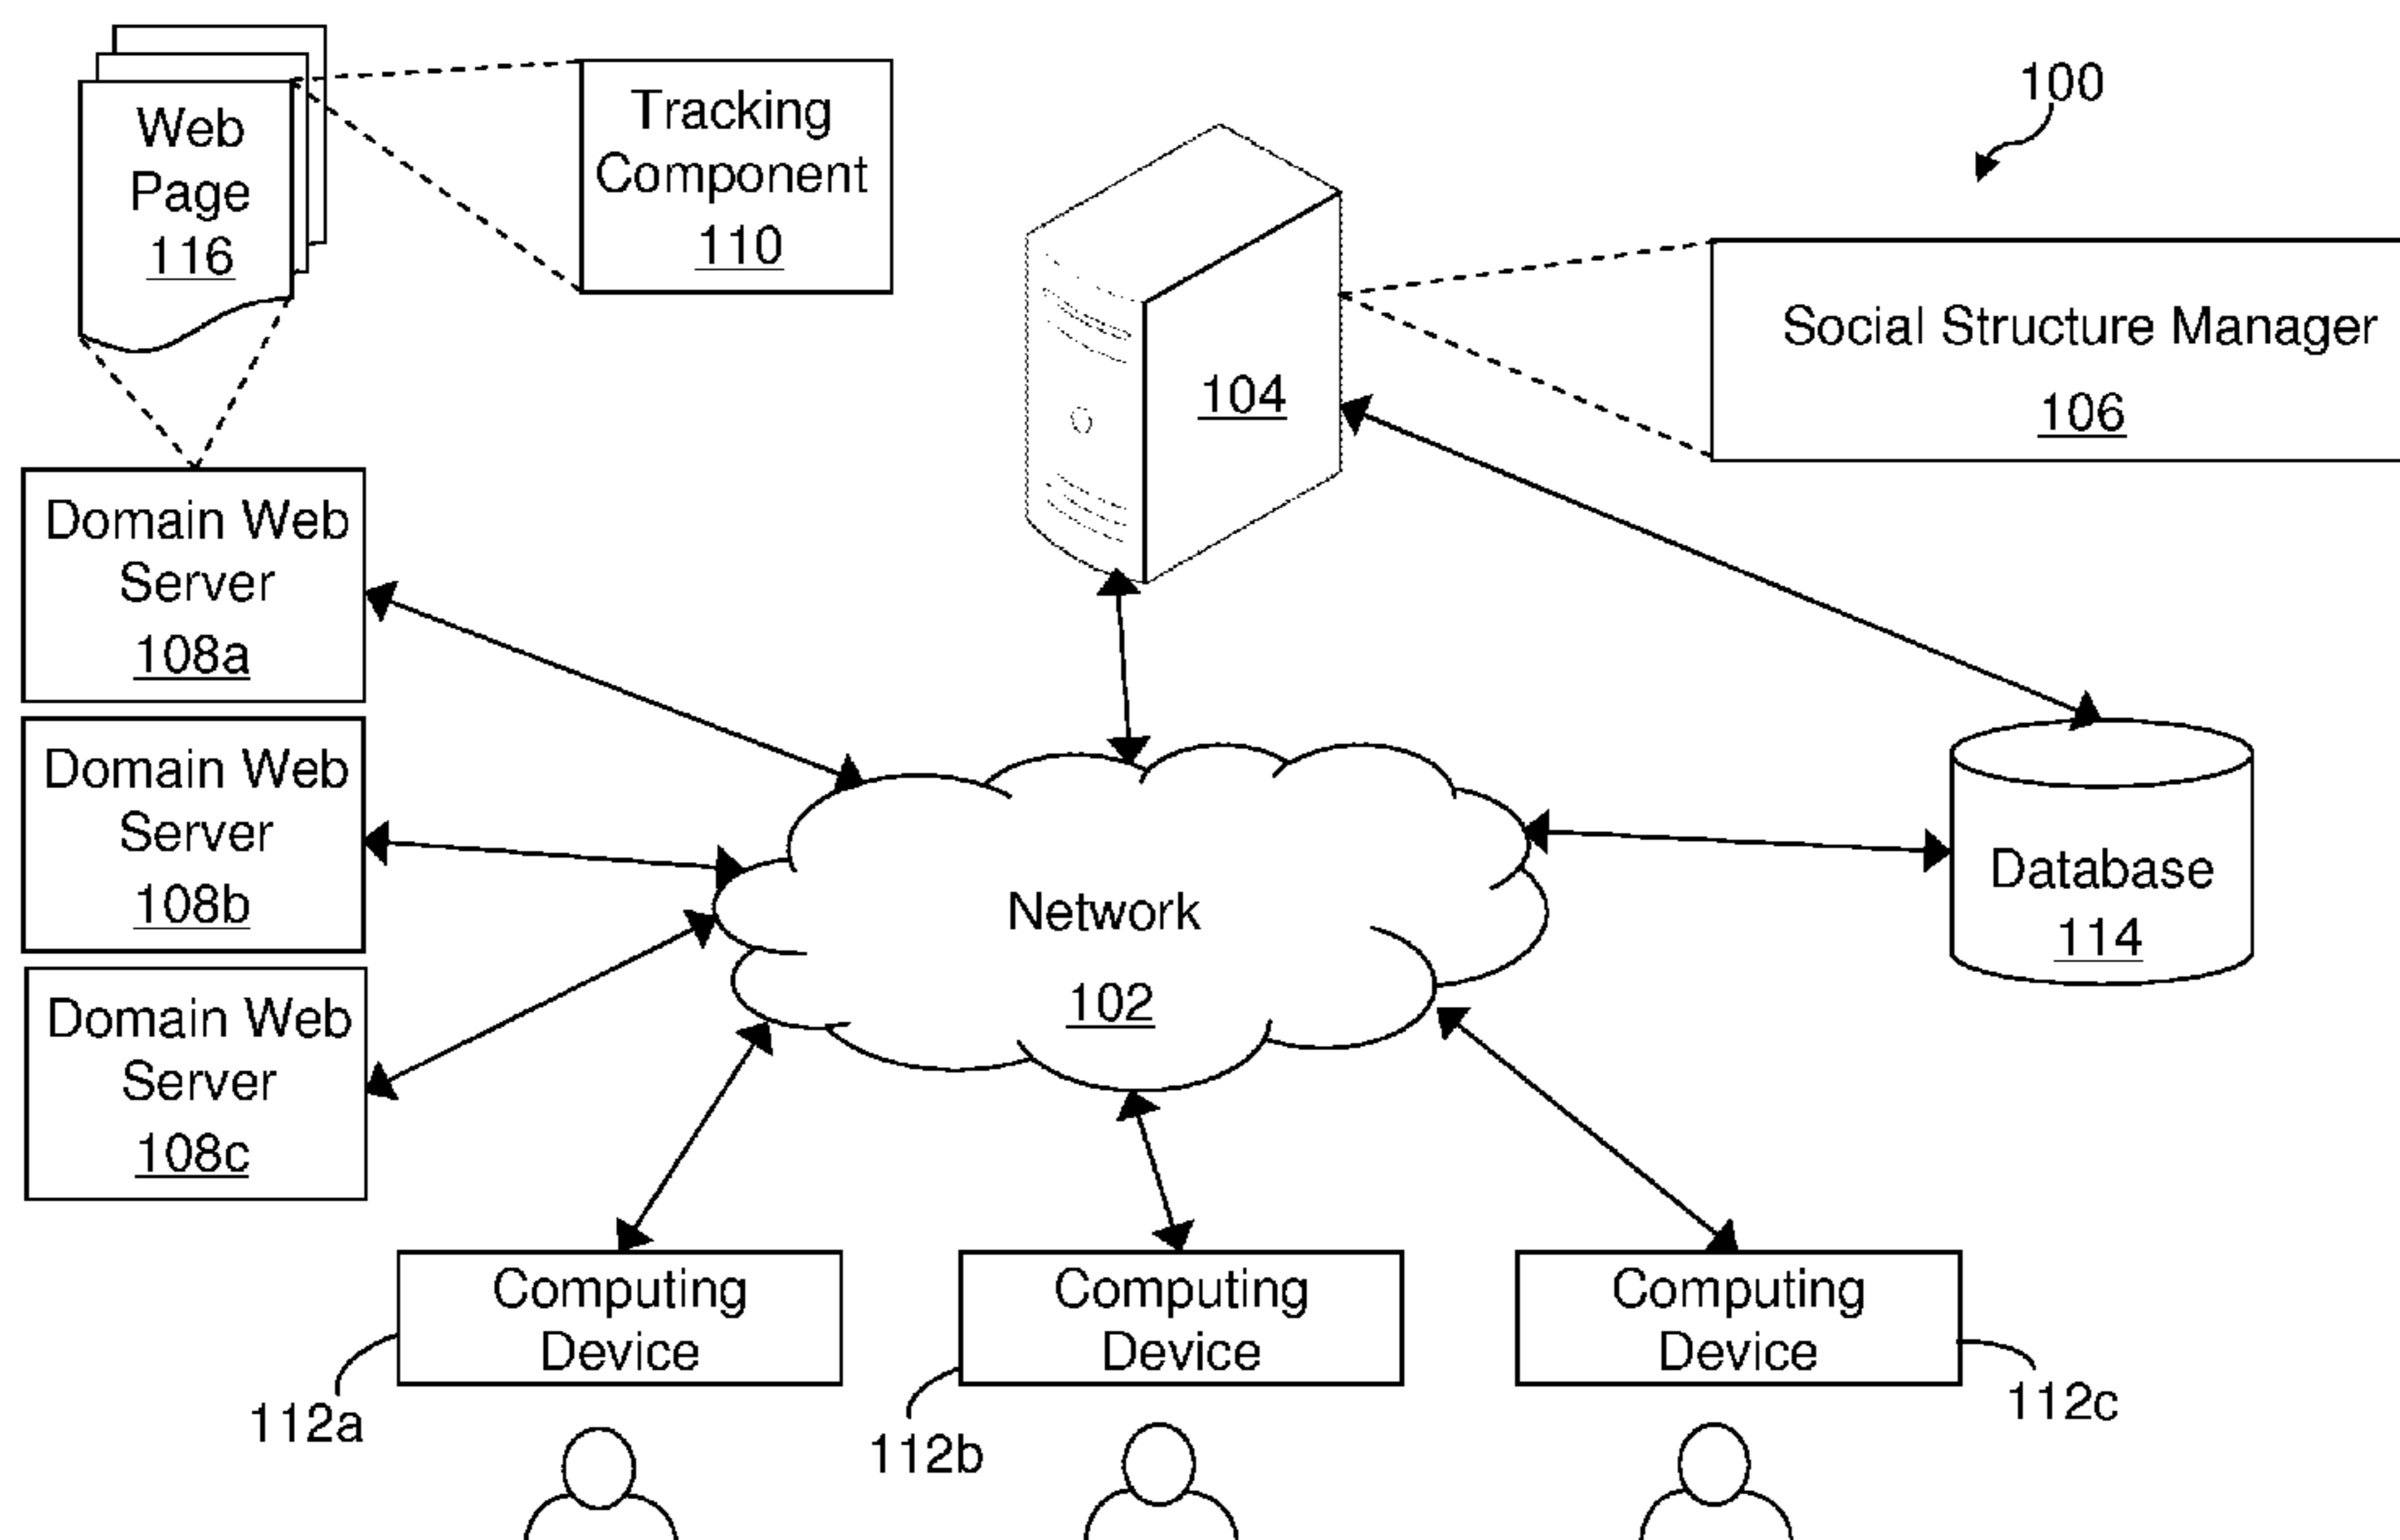 Web
Page
116
Tracking
Component
110
100
104
Social Structure Manager
106
Domain Web
Server
108a
Domain Web
Server
108b
Domain Web
Server
108c
Network
102
Database
114
Computing
Device
112a
Computing
Device
112b
Computing
Device
112c